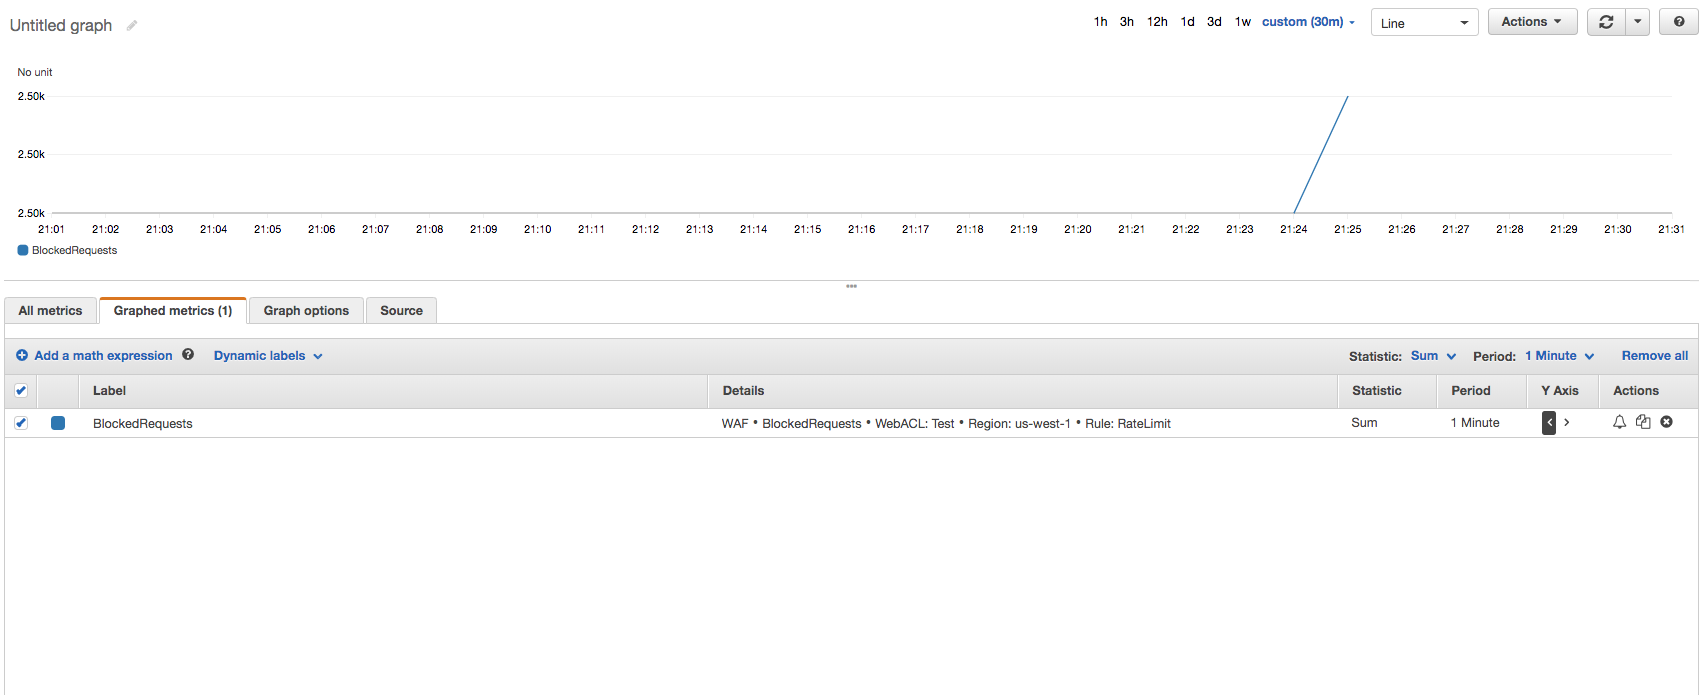 Untitled graph
1h 3h 12h 1d 3d 1w custom (30m) Line Actions
No unit
2.50k
2.50k
2.50k
21:01 21:02 21:03 21:04 21:05 21:06 21:07 21:08 21:09 21:10 21:11 21:12 21:13 21:14 21:15 21:16 21:17 21:18 21:19 21:20 21:21 21:22 21:23 21:24 21:25 21:26 21:27 21:28 21:29 21:30 21:31
BlockedRequests
All metrics Graphed metrics (1) Graph options Source
Add a math expression Dynamic labels Statistic: Sum Period: 1 Minute Remove all
Label Details Statistic Period Y Axis Actions
BlockedRequests WAF • BlockedRequests • WebACL: Test • Region: us-west-1 • Rule: RateLimit Sum 1 Minute